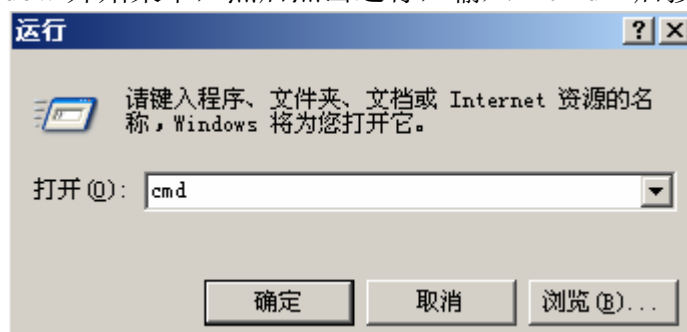 运行
请键入程序、文件夹、文档或 Internet 资源的名
称，Windows 将为您打开它。
打开(O):
cmd
确定
取消
浏览(B)...